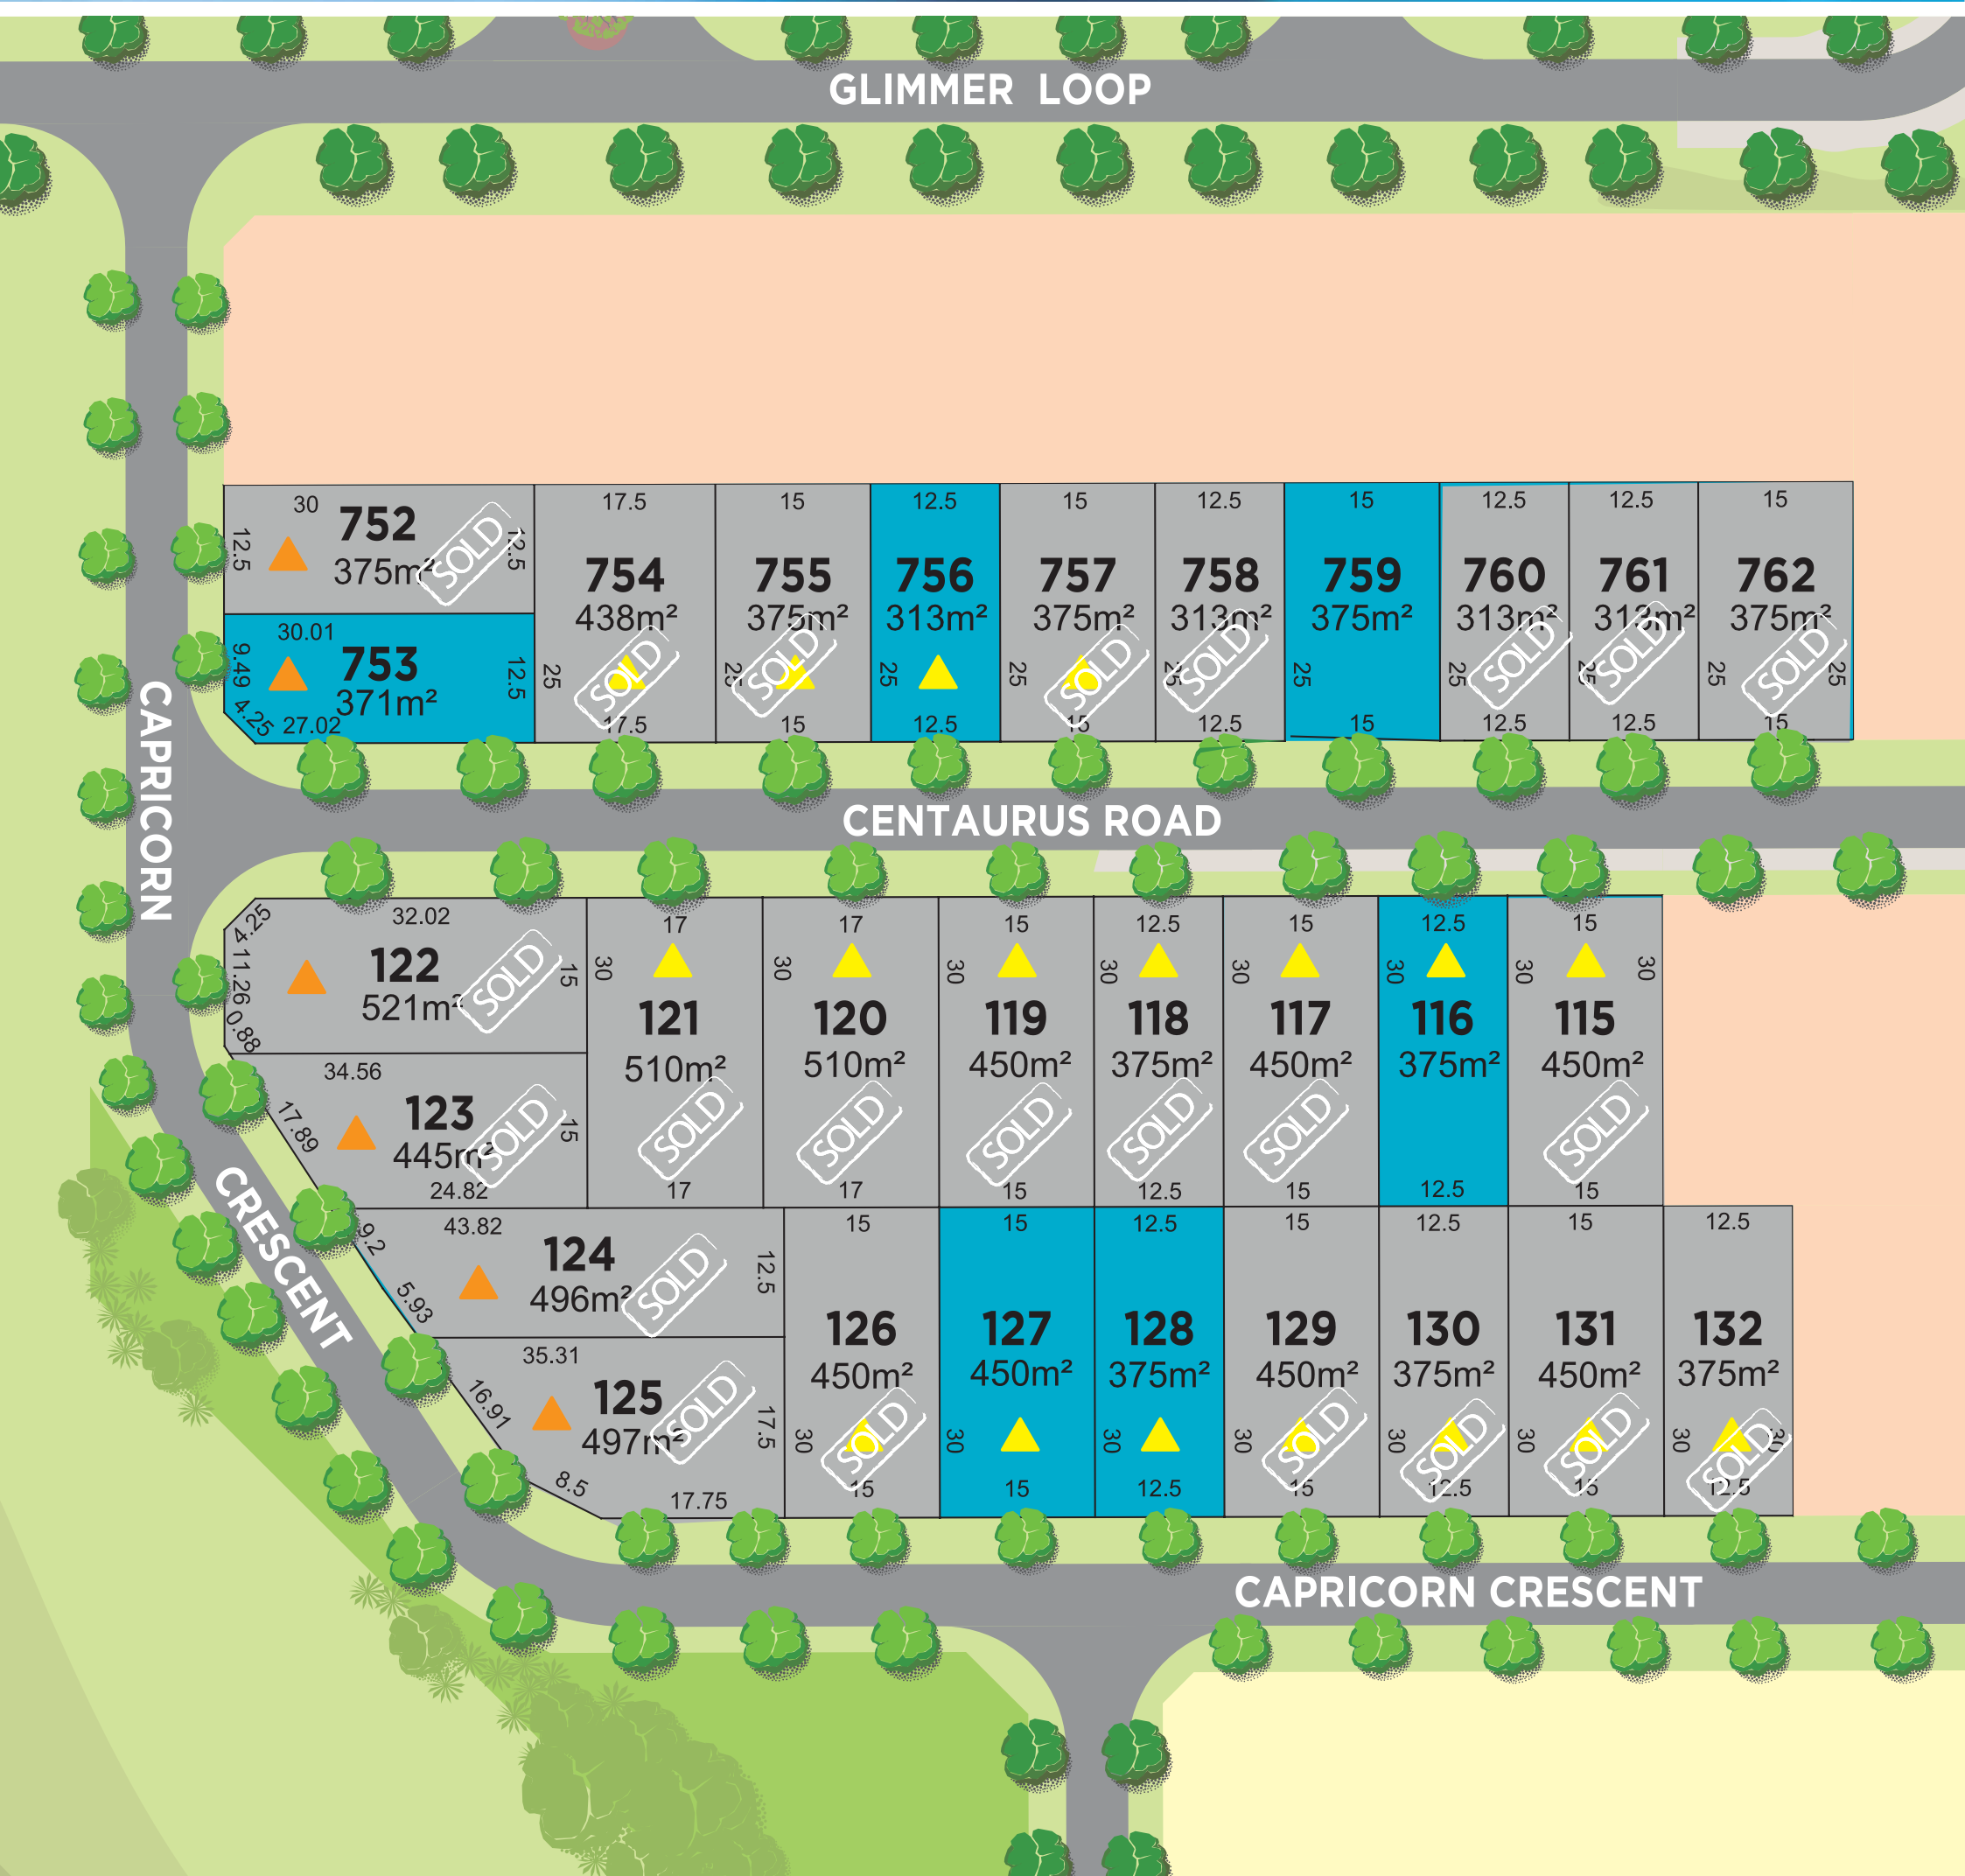 GLIMMER LOOP
30
752
375m²
12.5
12.5
SOLD
30.01
753
371m²
9.49
4.25
27.02
12.5
17.5
754
438m²
25
SOLD
17.5
15
755
375m²
25
SOLD
15
12.5
756
313m²
25
12.5
15
757
375m²
25
SOLD
15
12.5
758
313m²
25
SOLD
12.5
15
759
375m²
25
15
12.5
760
313m²
25
SOLD
12.5
12.5
761
313m²
25
SOLD
12.5
15
762
375m²
25
25
SOLD
15
CAPRICORN
CENTAURUS ROAD
4.25
32.02
122
521m²
11.26
0.88
15
SOLD
34.56
123
445m²
17.89
15
SOLD
24.82
17
30
121
510m²
SOLD
17
17
30
120
510m²
SOLD
17
15
30
119
450m²
SOLD
15
12.5
30
118
375m²
SOLD
12.5
15
30
117
450m²
SOLD
15
12.5
30
116
375m²
12.5
15
30
30
115
450m²
SOLD
15
CRESCENT
9.2
43.82
124
496m²
5.93
12.5
SOLD
35.31
125
497m²
16.91
17.5
SOLD
8.5
17.75
15
126
450m²
30
SOLD
15
15
127
450m²
30
15
12.5
128
375m²
30
12.5
15
129
450m²
30
SOLD
15
12.5
130
375m²
30
SOLD
12.5
15
131
450m²
30
SOLD
15
12.5
132
375m²
30
30
SOLD
12.5
CAPRICORN CRESCENT